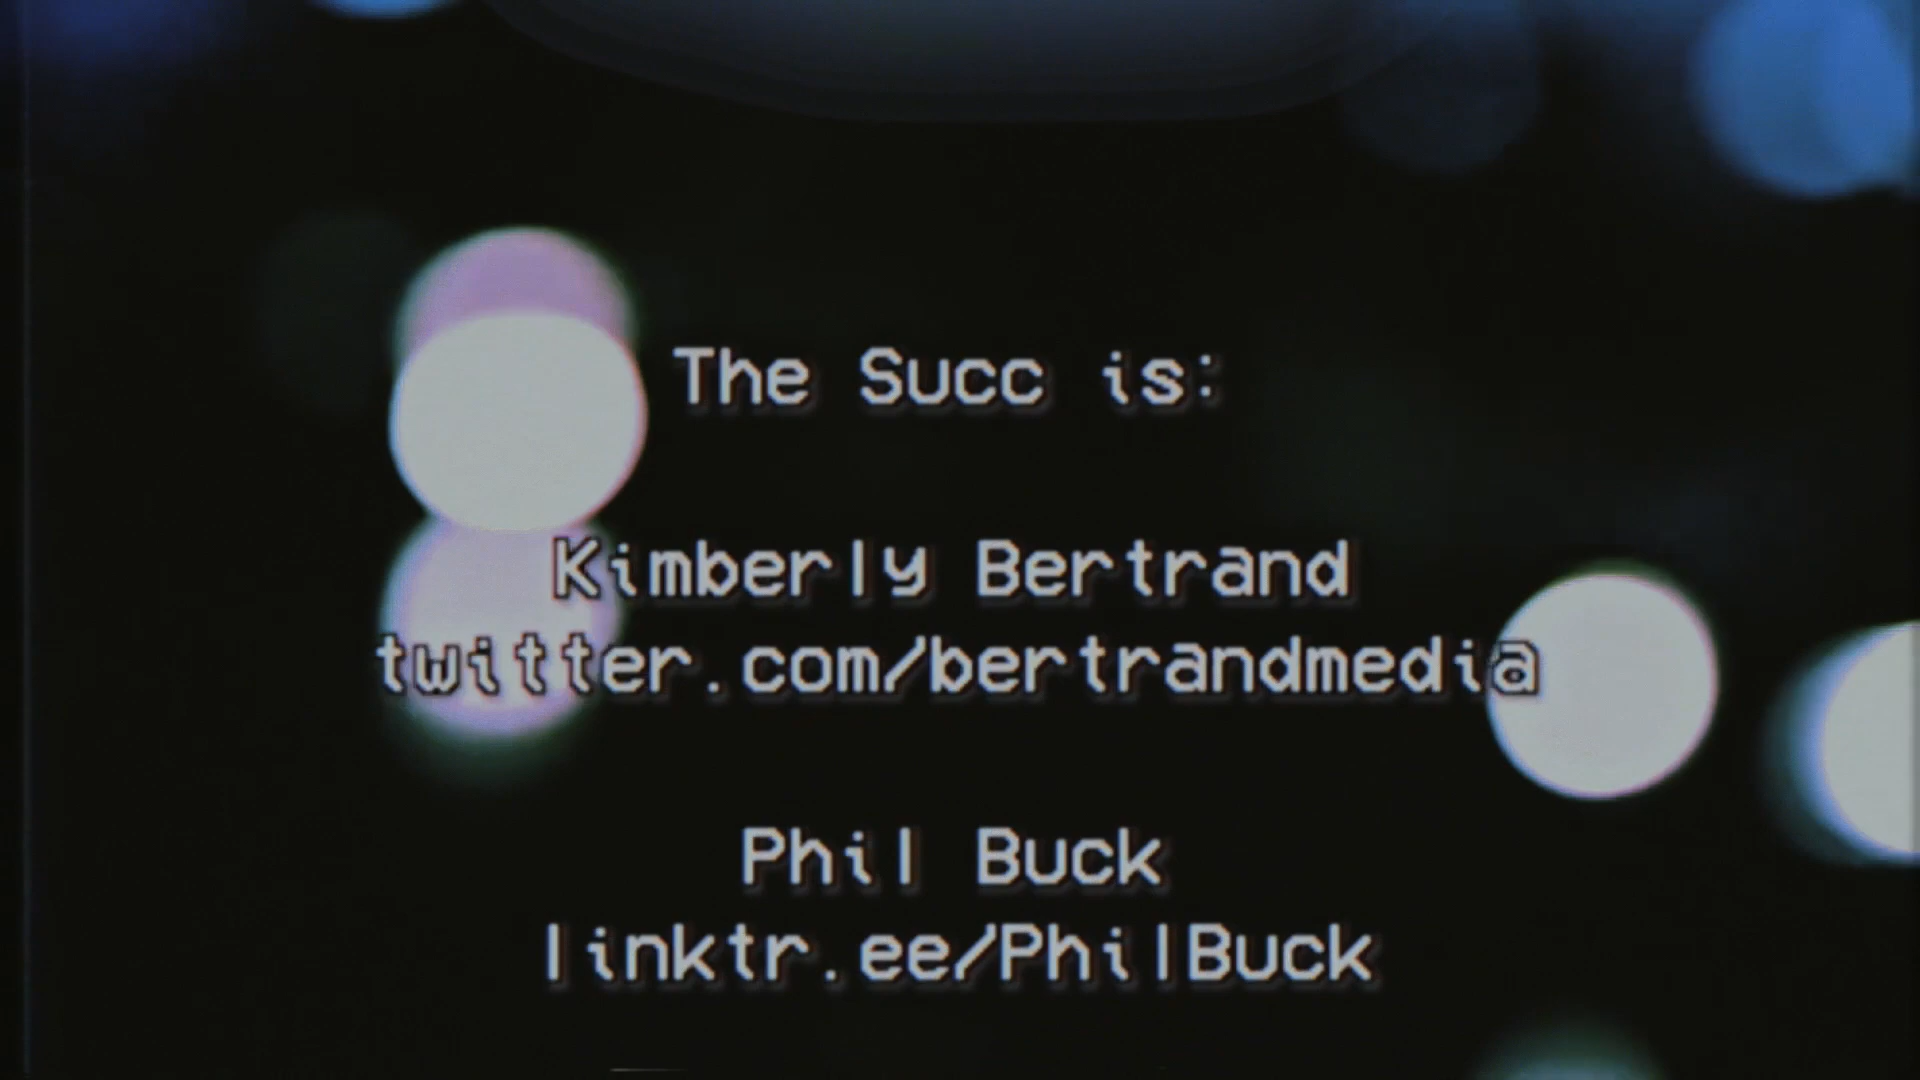 The Succ is:
Kimberly Bertrand
twitter.com/bertrandmedia
Phil Buck
linktr.ee/PhilBuck